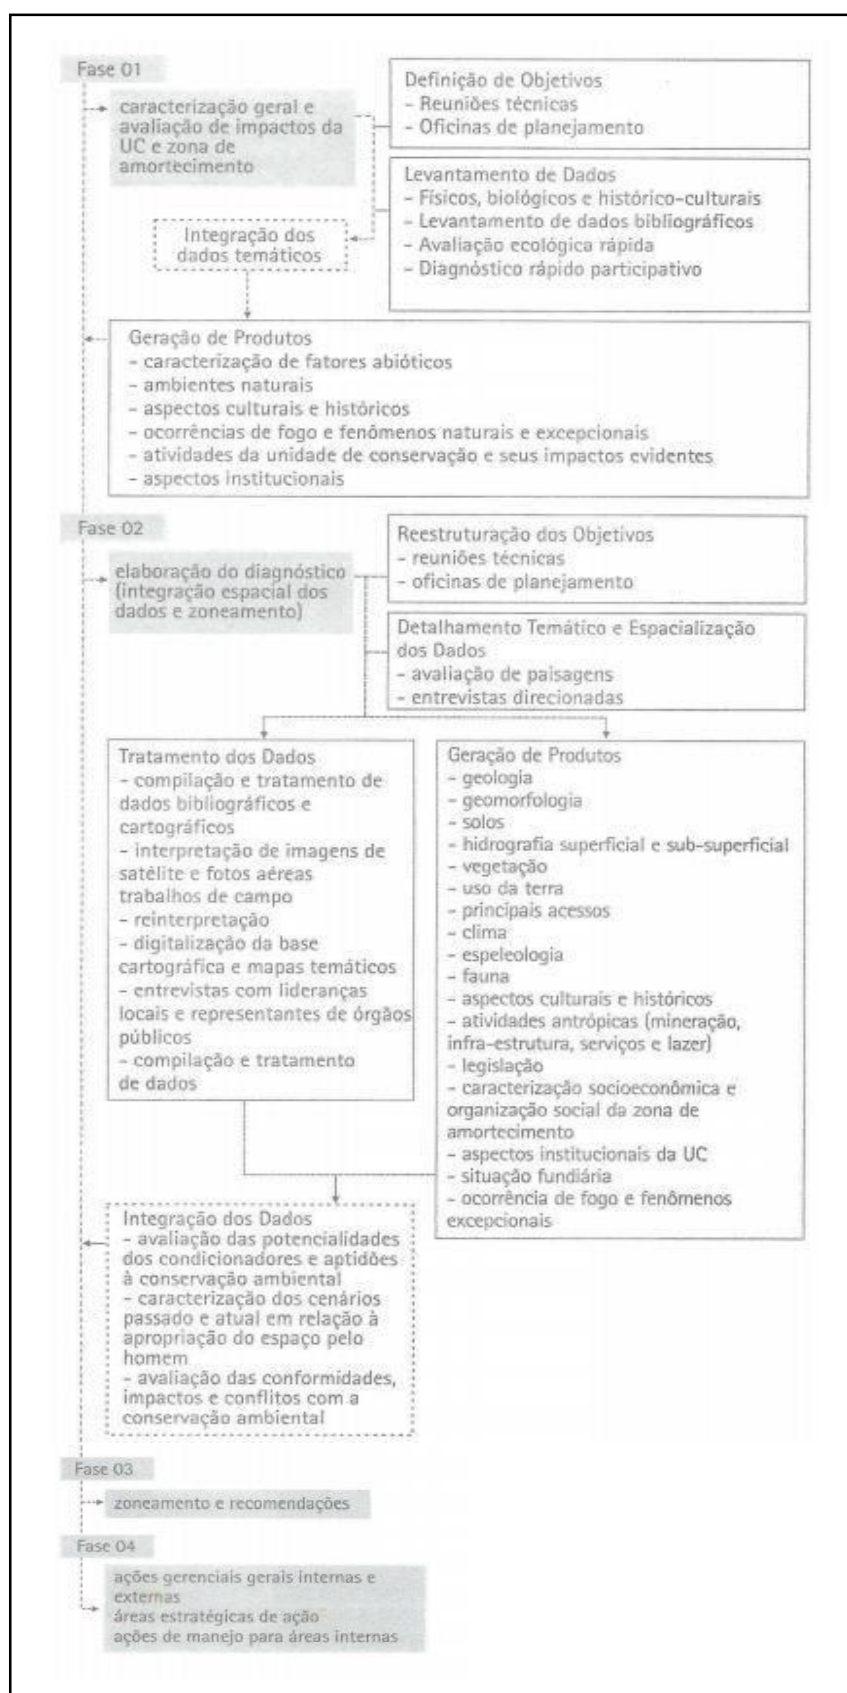 Fase 01
caracterização geral e
avaliação de impactos da
UC e zona de
amortecimento
Definição de Objetivos
- Reuniões técnicas
- Oficinas de planejamento
Levantamento de Dados
- Físicos, biológicos e histórico-culturais
- Levantamento de dados bibliográficos
- Avaliação ecológica rápida
- Diagnóstico rápido participativo
Integração dos
dados temáticos
Geração de Produtos
- caracterização de fatores abióticos
- ambientes naturais
- aspectos culturais e históricos
- ocorrências de fogo e fenômenos naturais e excepcionais
- atividades da unidade de conservação e seus impactos evidentes
- aspectos institucionais
Fase 02
elaboração do diagnóstico
(integração espacial dos
dados e zoneamento)
Reestruturação dos Objetivos
- reuniões técnicas
- oficinas de planejamento
Detalhamento Temático e Espacialização
dos Dados
- avaliação de paisagens
- entrevistas direcionadas
Tratamento dos Dados
- compilação e tratamento de
dados bibliográficos e
cartográficos
- interpretação de imagens de
satélite e fotos aéreas
trabalhos de campo
- reinterpretação
- digitalização da base
cartográfica e mapas temáticos
- entrevistas com lideranças
locais e representantes de órgãos
públicos
- compilação e tratamento
de dados
Geração de Produtos
- geologia
- geomorfologia
- solos
- hidrografia superficial e sub-superficial
- vegetação
- uso da terra
- principais acessos
- clima
- espeleologia
- fauna
- aspectos culturais e históricos
- atividades antrópicas (mineração,
infra-estrutura, serviços e lazer)
- legislação
- caracterização socioeconômica e
organização social da zona de
amortecimento
- aspectos institucionais da UC
- situação fundiária
- ocorrência de fogo e fenômenos
excepcionais
Integração dos Dados
- avaliação das potencialidades
dos condicionadores e aptidões
à conservação ambiental
- caracterização dos cenários
passado e atual em relação à
apropriação do espaço pelo
homem
- avaliação das conformidades,
impactos e conflitos com a
conservação ambiental
Fase 03
zoneamento e recomendações
Fase 04
ações gerenciais gerais internas e
externas
áreas estratégicas de ação
ações de manejo para áreas internas